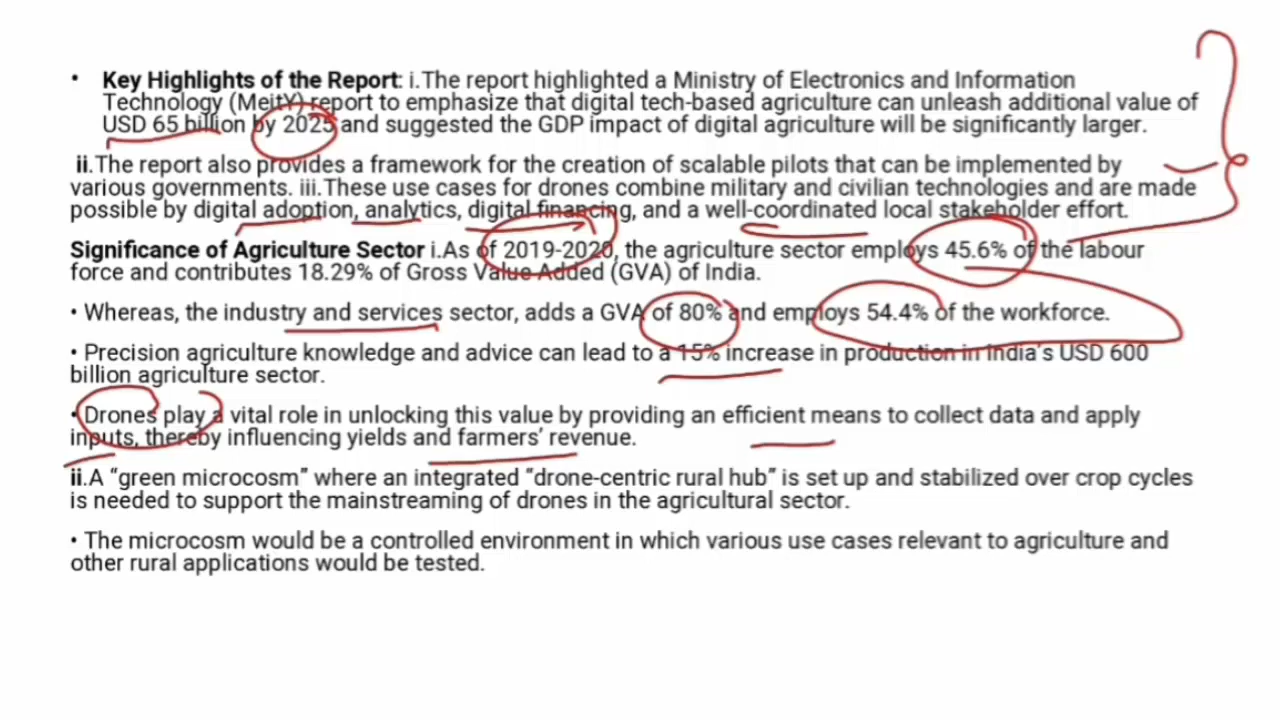 • Key Highlights of the Report: i.The report highlighted a Ministry of Electronics and Information
Technology (MeitY) report to emphasize that digital tech-based agriculture can unleash additional value of
USD 65 billion by 2025 and suggested the GDP impact of digital agriculture will be significantly larger.
ii.The report also provides a framework for the creation of scalable pilots that can be implemented by
various governments. iii.These use cases for drones combine military and civilian technologies and are made
possible by digital adoption, analytics, digital financing, and a well-coordinated local stakeholder effort.
Significance of Agriculture Sector i.As of 2019-2020, the agriculture sector employs 45.6% of the labour
force and contributes 18.29% of Gross Value Added (GVA) of India.
• Whereas, the industry and services sector, adds a GVA of 80% and employs 54.4% of the workforce.
• Precision agriculture knowledge and advice can lead to a 15% increase in production in India's USD 600
billion agriculture sector.
• Drones play a vital role in unlocking this value by providing an efficient means to collect data and apply
inputs, thereby influencing yields and farmers' revenue.
ii.A “green microcosm” where an integrated “drone-centric rural hub” is set up and stabilized over crop cycles
is needed to support the mainstreaming of drones in the agricultural sector.
• The microcosm would be a controlled environment in which various use cases relevant to agriculture and
other rural applications would be tested.